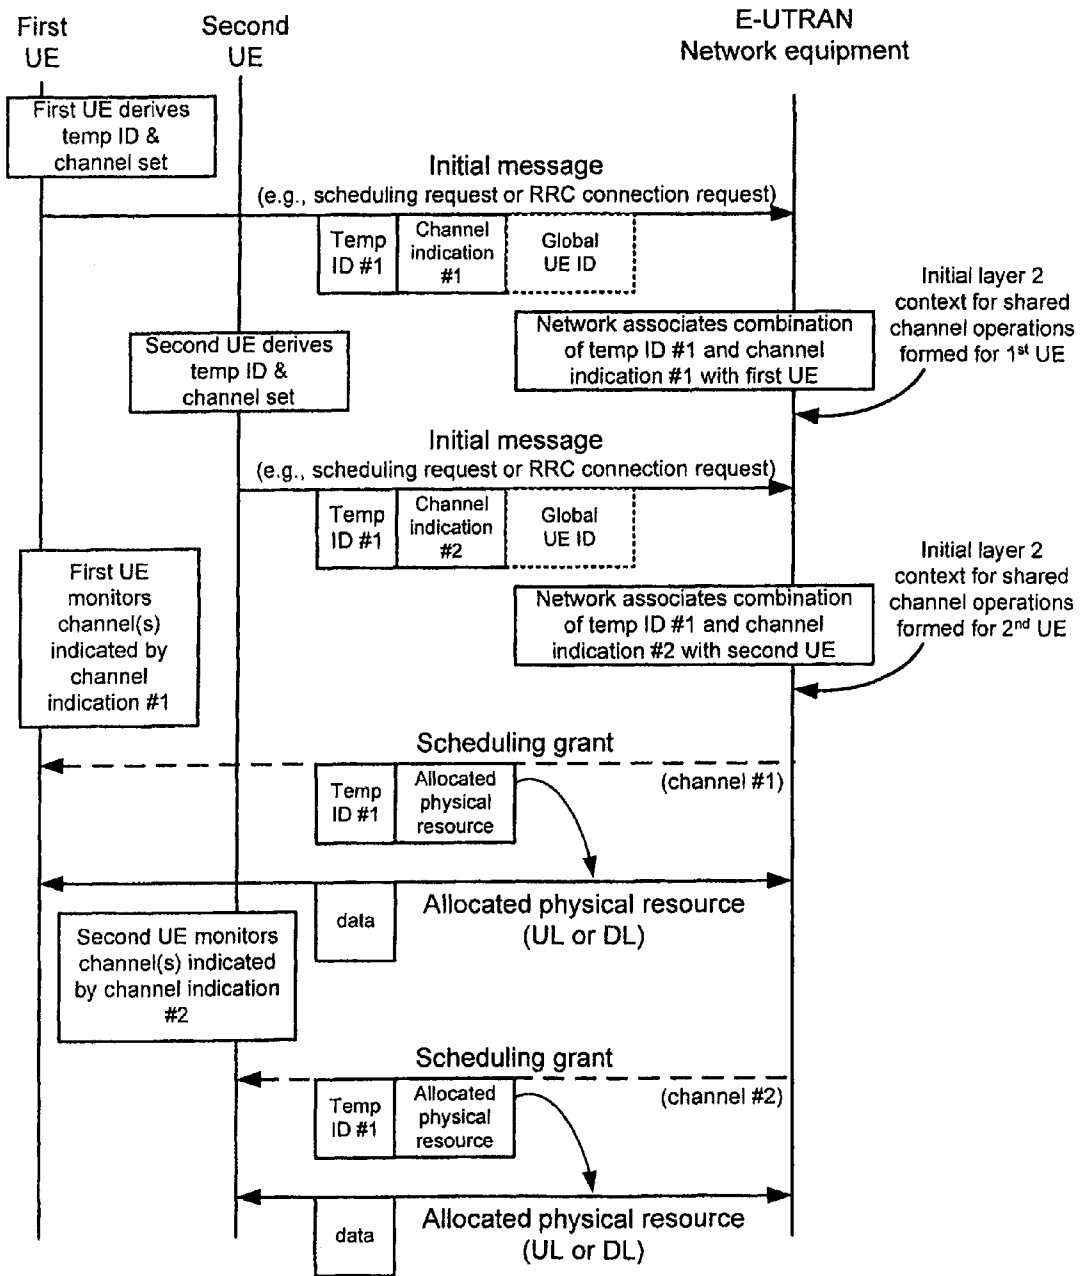 First
UE
Second
UE
E-UTRAN
Network equipment
First UE derives
temp ID &
channel set
Initial message
(e.g., scheduling request or RRC connection request)
Temp
ID #1
Channel
indication
#1
Global
UE ID
Initial layer 2
context for shared
channel operations
formed for 1st UE
Network associates combination
of temp ID #1 and channel
indication #1 with first UE
Second UE derives
temp ID &
channel set
Initial message
(e.g., scheduling request or RRC connection request)
Temp
ID #1
Channel
indication
#2
Global
UE ID
First UE
monitors
channel(s)
indicated by
channel
indication #1
Initial layer 2
context for shared
channel operations
formed for 2nd UE
Network associates combination
of temp ID #1 and channel
indication #2 with second UE
Scheduling grant
(channel #1)
Temp
ID #1
Allocated
physical
resource
data
Allocated physical resource
(UL or DL)
Second UE monitors
channel(s) indicated
by channel indication
#2
Scheduling grant
(channel #2)
Temp
ID #1
Allocated
physical
resource
data
Allocated physical resource
(UL or DL)